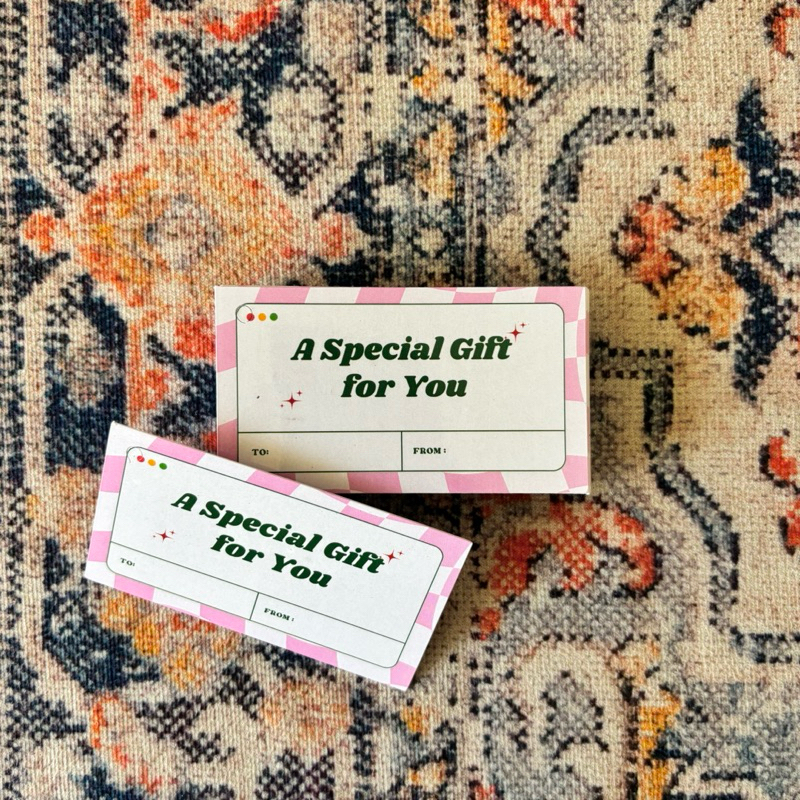 A Special Gift
for You
TO:
FROM:
A Special Gift
for You
TO:
FROM: